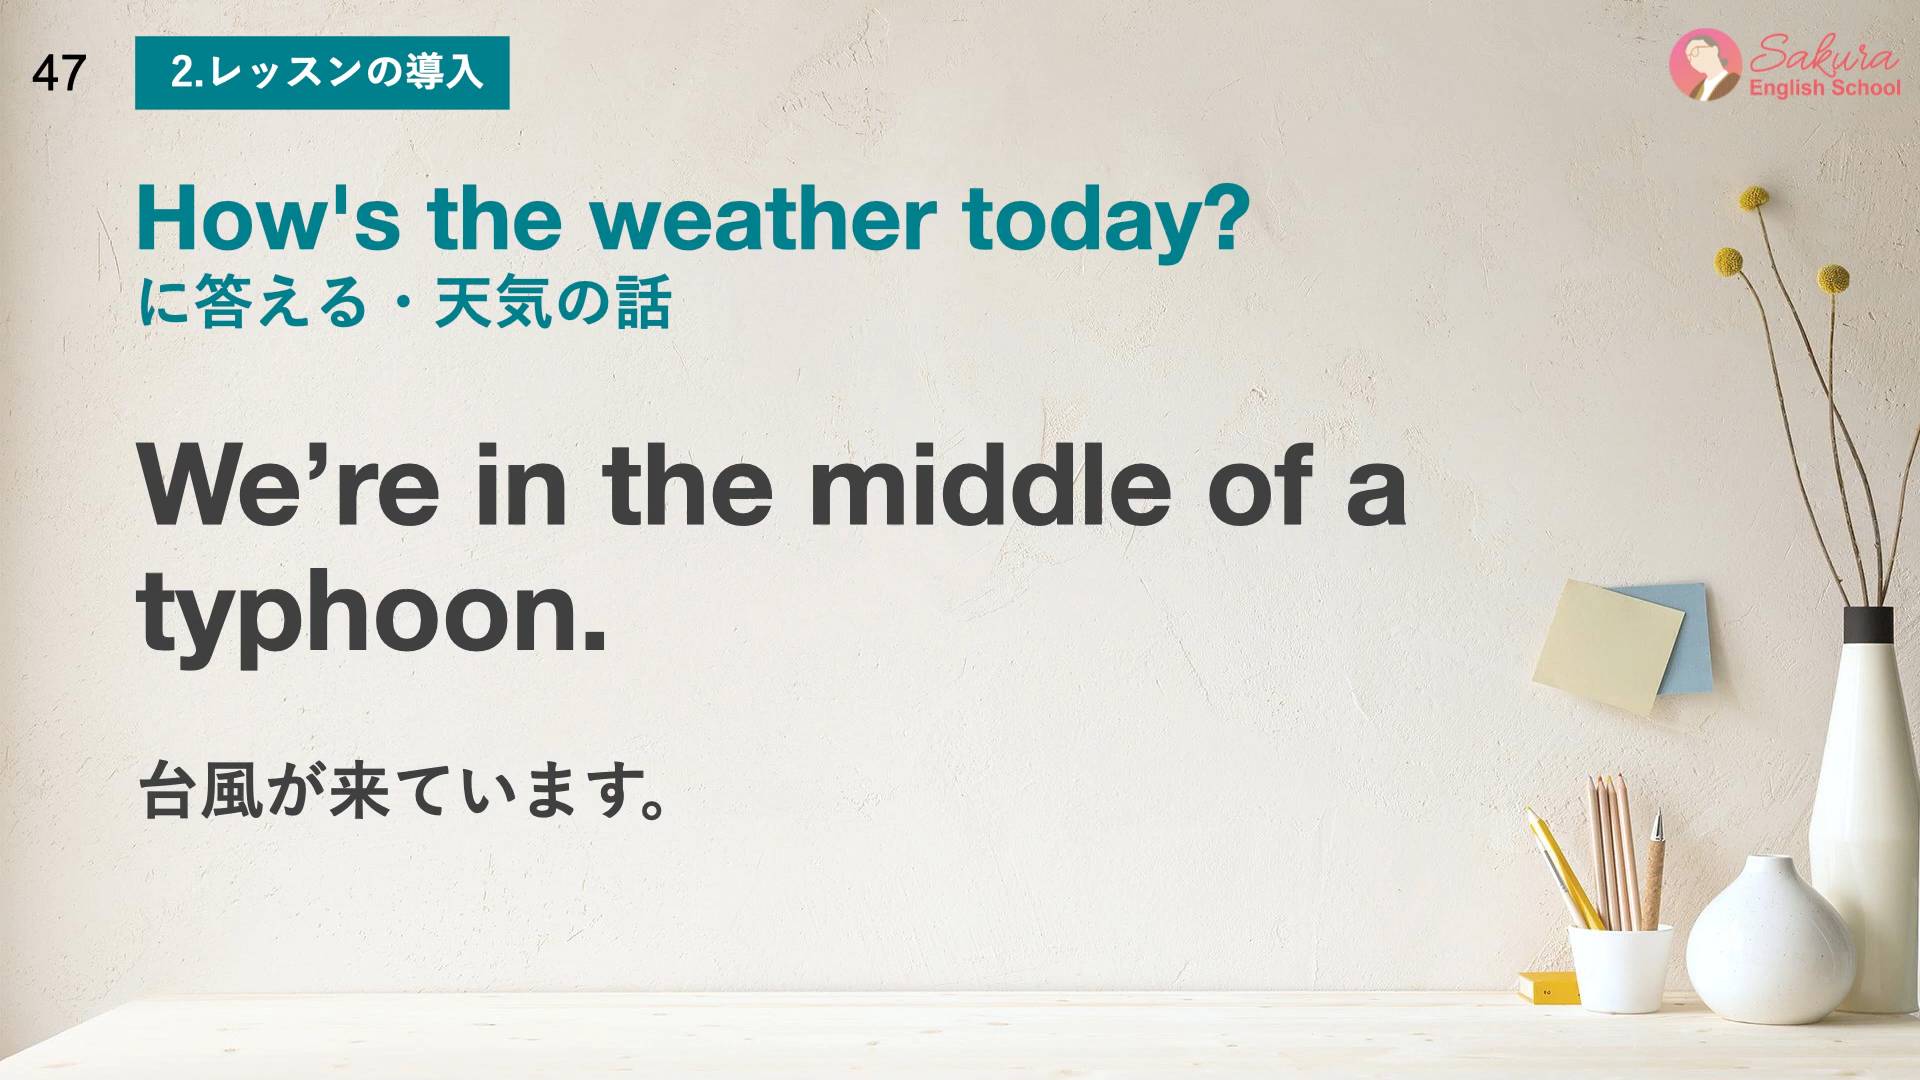 47
2.レッスンの導入
Sakura
English School
How's the weather today?
に答える・天気の話
We’re in the middle of a
typhoon.
台風が来ています。